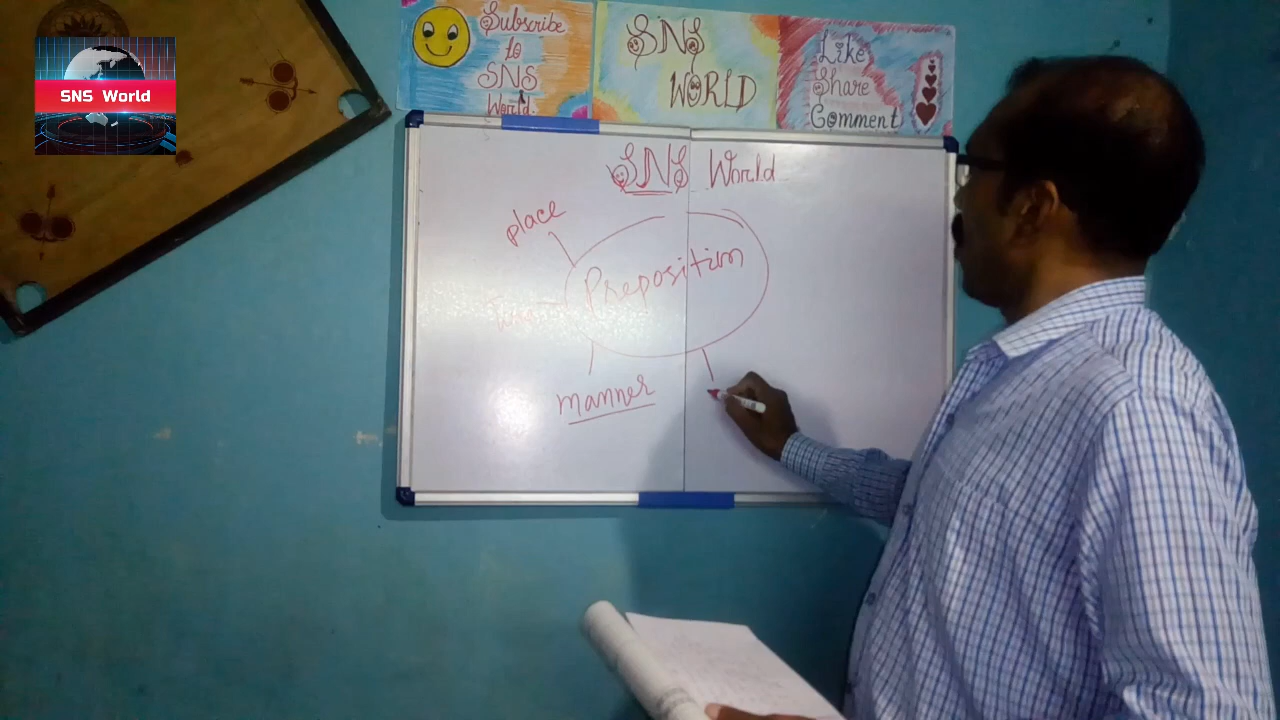 SNS World
Subscribe
to
SNS
World
SNS
WORLD
Like
Share
Comment
SNS World
place
Preposition
manner